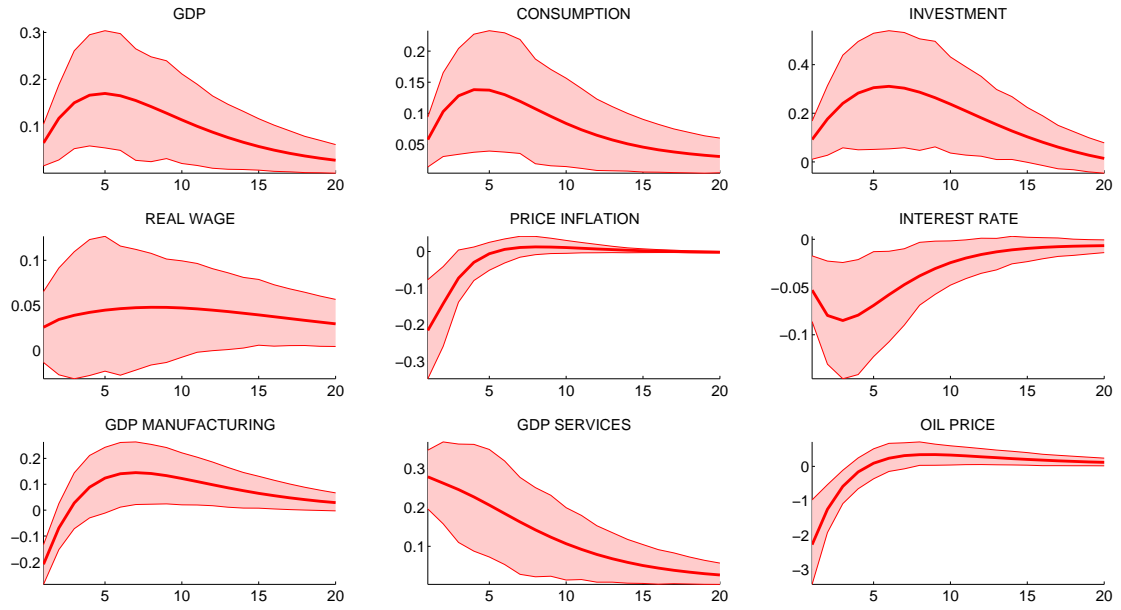 GDP
0.3
0.2
0.1
5 10 15 20
CONSUMPTION
0.2
0.15
0.1
0.05
5 10 15 20
INVESTMENT
0.4
0.2
0
5 10 15 20
REAL WAGE
0.1
0.05
0
5 10 15 20
PRICE INFLATION
0
−0.1
−0.2
−0.3
5 10 15 20
INTEREST RATE
0
−0.05
−0.1
5 10 15 20
GDP MANUFACTURING
0.2
0.1
0
−0.1
−0.2
5 10 15 20
GDP SERVICES
0.3
0.2
0.1
5 10 15 20
OIL PRICE
0
−1
−2
−3
5 10 15 20